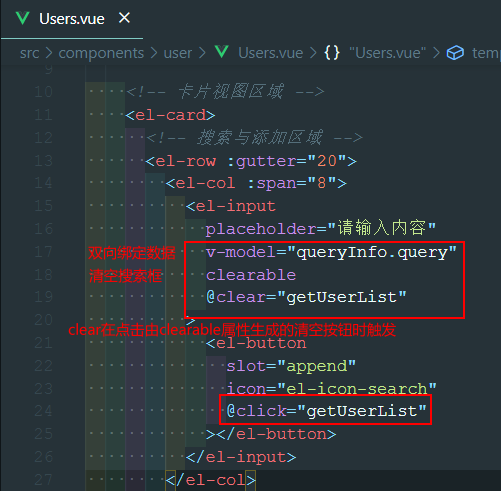 Users.vue ×
src > components > user > Users.vue > {} "Users.vue" > tem
9
10 <!-- 卡片视图区域 -->
11 <el-card>
12 <!-- 搜索与添加区域 -->
13 <el-row :gutter="20">
14 <el-col :span="8">
15 <el-input
16 placeholder="请输入内容"
17 v-model="queryInfo.query"
双向绑定数据
18 clearable
清空搜索框
19 @clear="getUserList"
20 >
clear在点击由clearable属性生成的清空按钮时触发
21 <el-button
22 slot="append"
23 icon="el-icon-search"
24 @click="getUserList"
25 ></el-button>
26 </el-input>
27 </el-col>